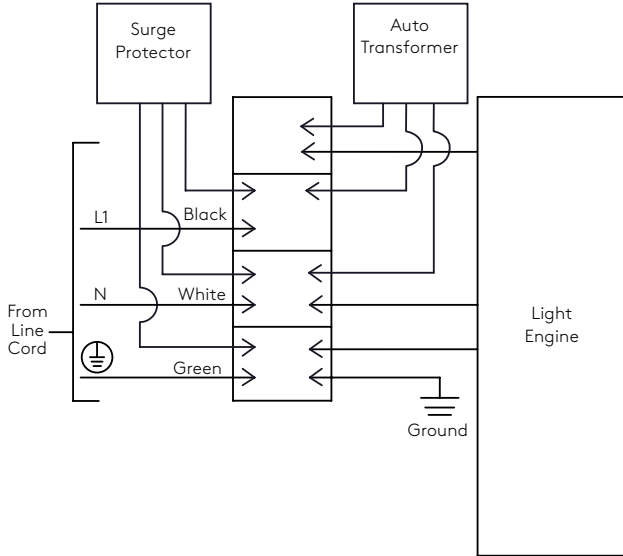 Surge
Protector
Auto
Transformer
L1
Black
N
White
From
Line
Cord
Green
Light
Engine
Ground